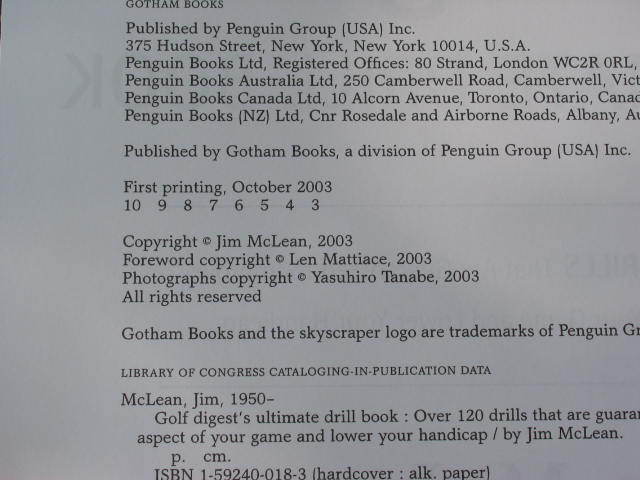 GOTHAM BOOKS
Published by Penguin Group (USA) Inc.
375 Hudson Street, New York, New York 10014, U.S.A.
Penguin Books Ltd, Registered Offices: 80 Strand, London WC2R 0RL,
Penguin Books Australia Ltd, 250 Camberwell Road, Camberwell, Vict
Penguin Books Canada Ltd, 10 Alcorn Avenue, Toronto, Ontario, Canad
Penguin Books (NZ) Ltd, Cnr Rosedale and Airborne Roads, Albany, Au
Published by Gotham Books, a division of Penguin Group (USA) Inc.
First printing, October 2003
10 9 8 7 6 5 4 3
Copyright © Jim McLean, 2003
Foreword copyright © Len Mattiace, 2003
Photographs copyright © Yasuhiro Tanabe, 2003
All rights reserved
Gotham Books and the skyscraper logo are trademarks of Penguin Gr
LIBRARY OF CONGRESS CATALOGING-IN-PUBLICATION DATA
McLean, Jim, 1950–
Golf digest's ultimate drill book : Over 120 drills that are guaran
aspect of your game and lower your handicap / by Jim McLean.
p. cm.
ISBN 1-59240-018-3 (hardcover : alk. paper)